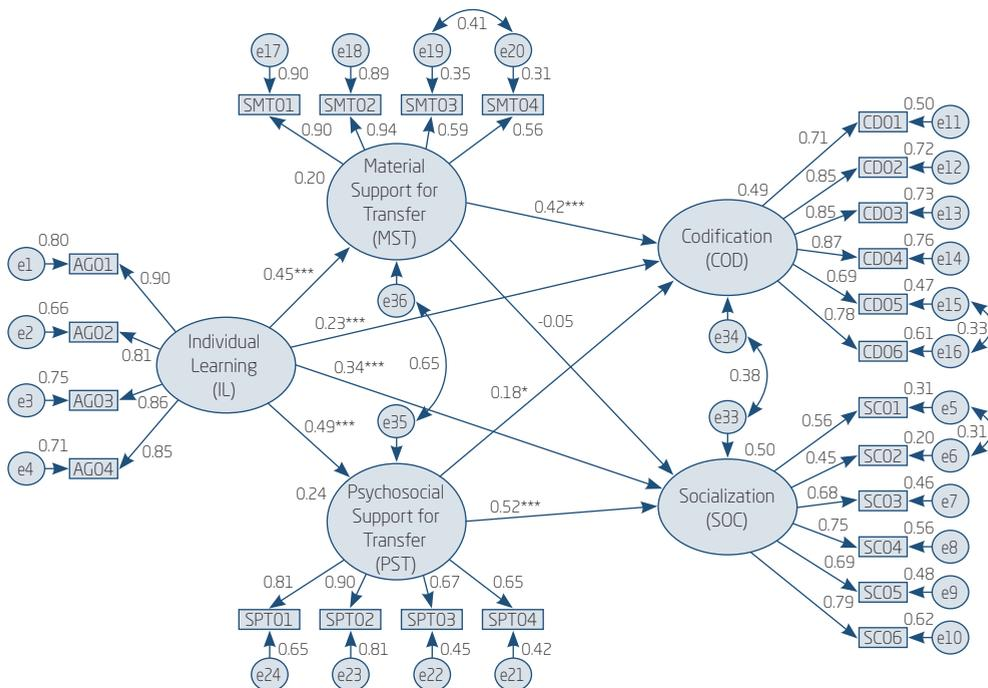 0.41
e17 e18 e19 e20
0.90 0.89 0.35 0.31
SMT01 SMT02 SMT03 SMT04
0.90 0.94 0.59 0.56
0.20
Material
Support for
Transfer
(MST)
0.80
e1 AG01
0.90
0.66
e2 AG02
0.81
0.75
e3 AG03
0.86
0.71
e4 AG04
0.85
Individual
Learning
(IL)
0.45***
0.23***
0.34***
0.49***
e36
0.65
e35
0.42***
-0.05
0.18*
0.52***
0.24
Psychosocial
Support for
Transfer
(PST)
0.81 0.90 0.67 0.65
SPT01 SPT02 SPT03 SPT04
0.65 0.81 0.45 0.42
e24 e23 e22 e21
0.49
Codification
(COD)
e34
0.38
e33
0.50
Socialization
(SOC)
0.71 CD01 0.50 e11
0.85 CD02 0.72 e12
0.85 CD03 0.73 e13
0.87 CD04 0.76 e14
0.69 CD05 0.47 e15
0.33
0.78 CD06 0.61 e16
0.56 SC01 0.31 e5
0.31
0.45 SC02 0.20 e6
0.68 SC03 0.46 e7
0.75 SC04 0.56 e8
0.69 SC05 0.48 e9
0.79 SC06 0.62 e10